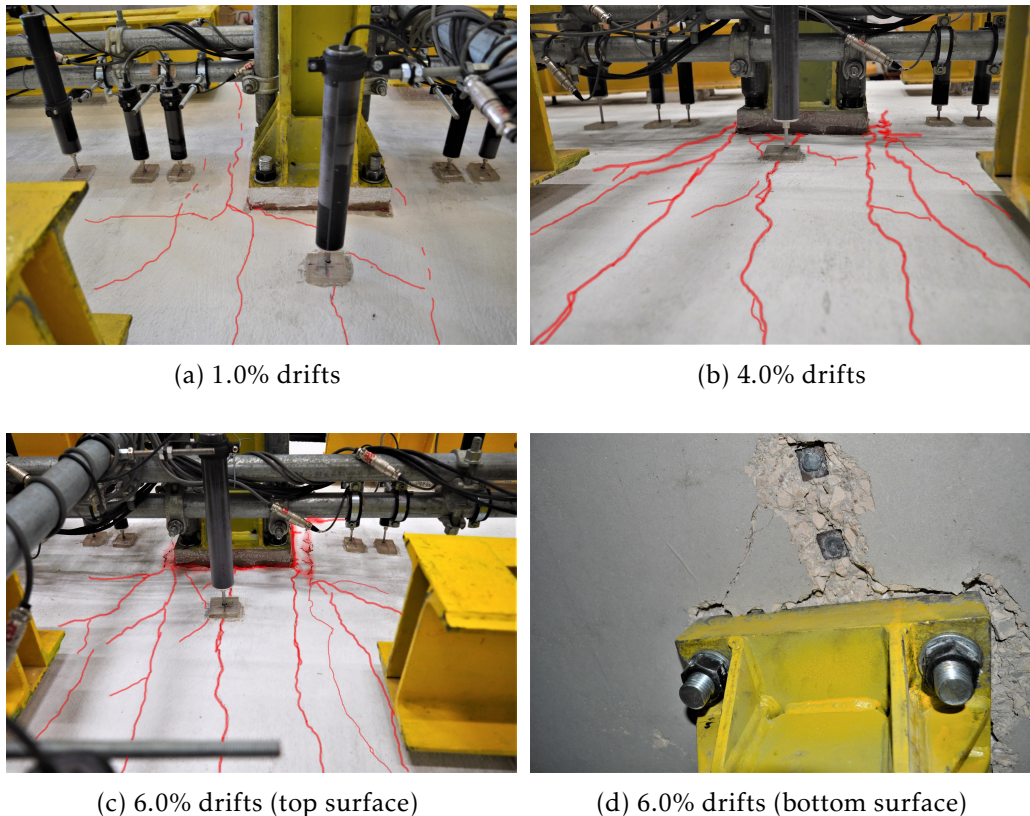 (a) 1.0% drifts
(b) 4.0% drifts
(c) 6.0% drifts (top surface)
(d) 6.0% drifts (bottom surface)